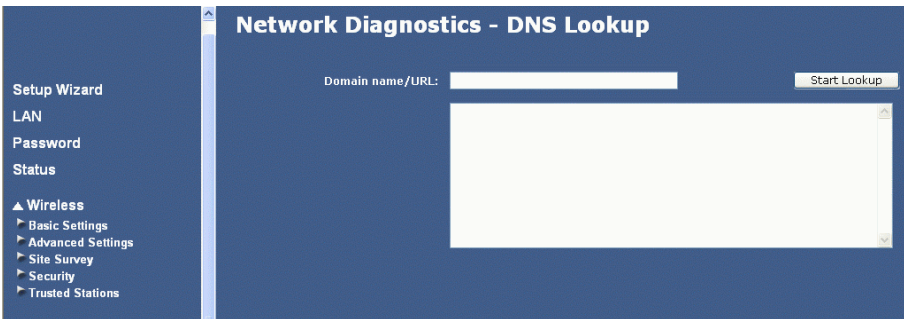 Network Diagnostics - DNS Lookup
Domain name/URL:
Start Lookup
Setup Wizard
LAN
Password
Status
Wireless
Basic Settings
Advanced Settings
Site Survey
Security
Trusted Stations